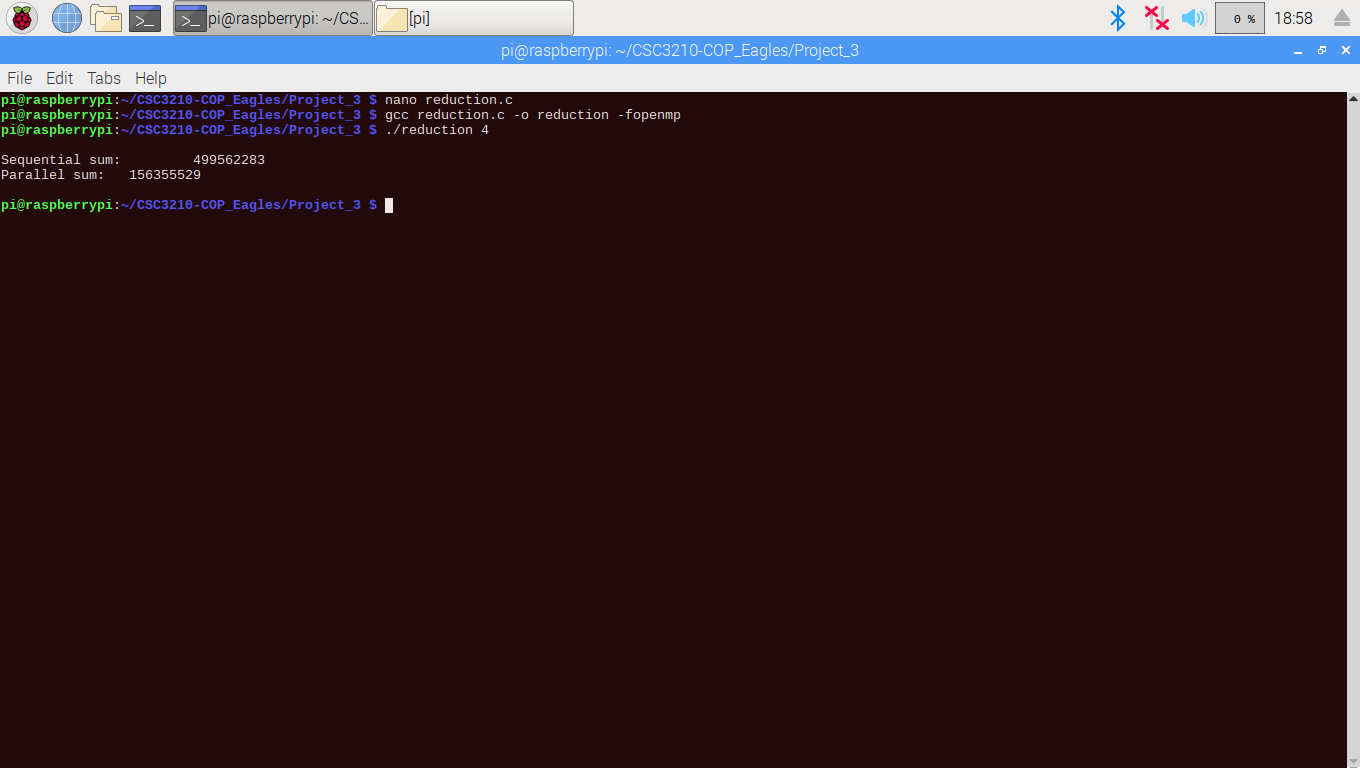 pi@raspberrypi: ~/CS... [pi] 0 % 18:58
pi@raspberrypi: ~/CSC3210-COP_Eagles/Project_3
File Edit Tabs Help
pi@raspberrypi:~/CSC3210-COP_Eagles/Project_3 $ nano reduction.c
pi@raspberrypi:~/CSC3210-COP_Eagles/Project_3 $ gcc reduction.c -o reduction -fopenmp
pi@raspberrypi:~/CSC3210-COP_Eagles/Project_3 $ ./reduction 4
Sequential sum: 499562283
Parallel sum: 156355529
pi@raspberrypi:~/CSC3210-COP_Eagles/Project_3 $